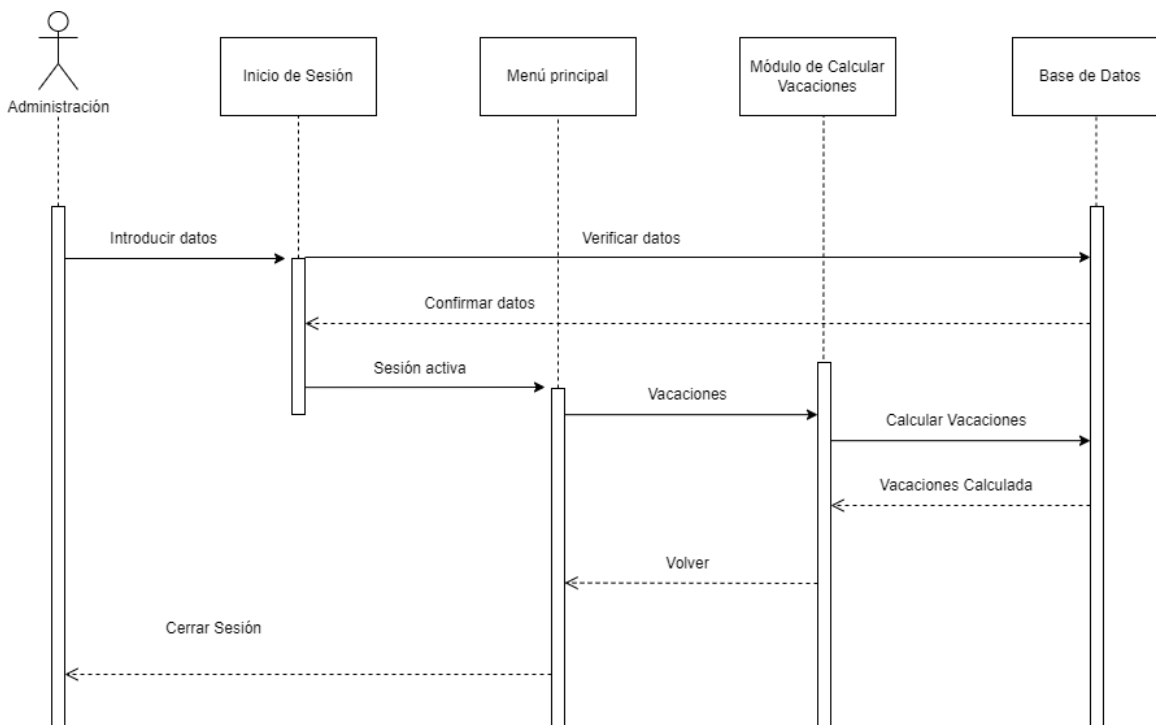 Administración
Inicio de Sesión
Menú principal
Módulo de Calcular
Vacaciones
Base de Datos
Introducir datos
Verificar datos
Confirmar datos
Sesión activa
Vacaciones
Calcular Vacaciones
Vacaciones Calculada
Volver
Cerrar Sesión